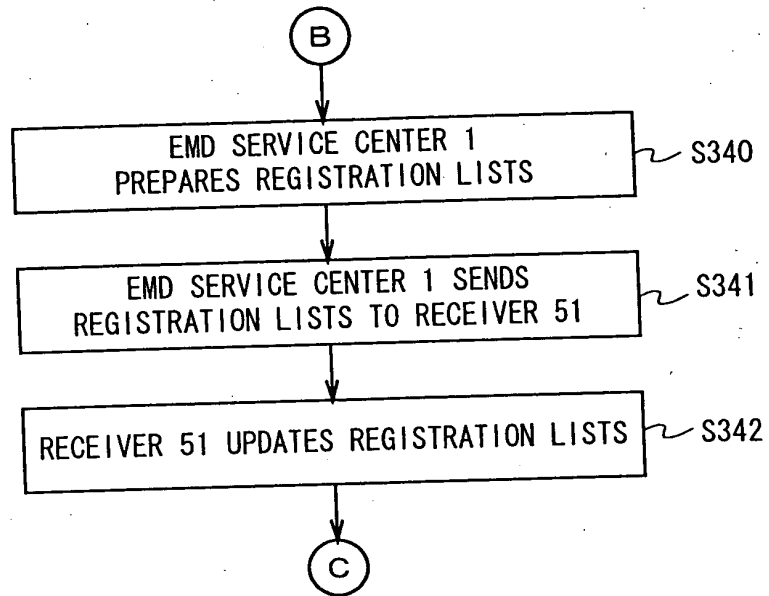 B
EMD SERVICE CENTER 1
PREPARES REGISTRATION LISTS
S340
EMD SERVICE CENTER 1 SENDS
REGISTRATION LISTS TO RECEIVER 51
S341
RECEIVER 51 UPDATES REGISTRATION LISTS
S342
C